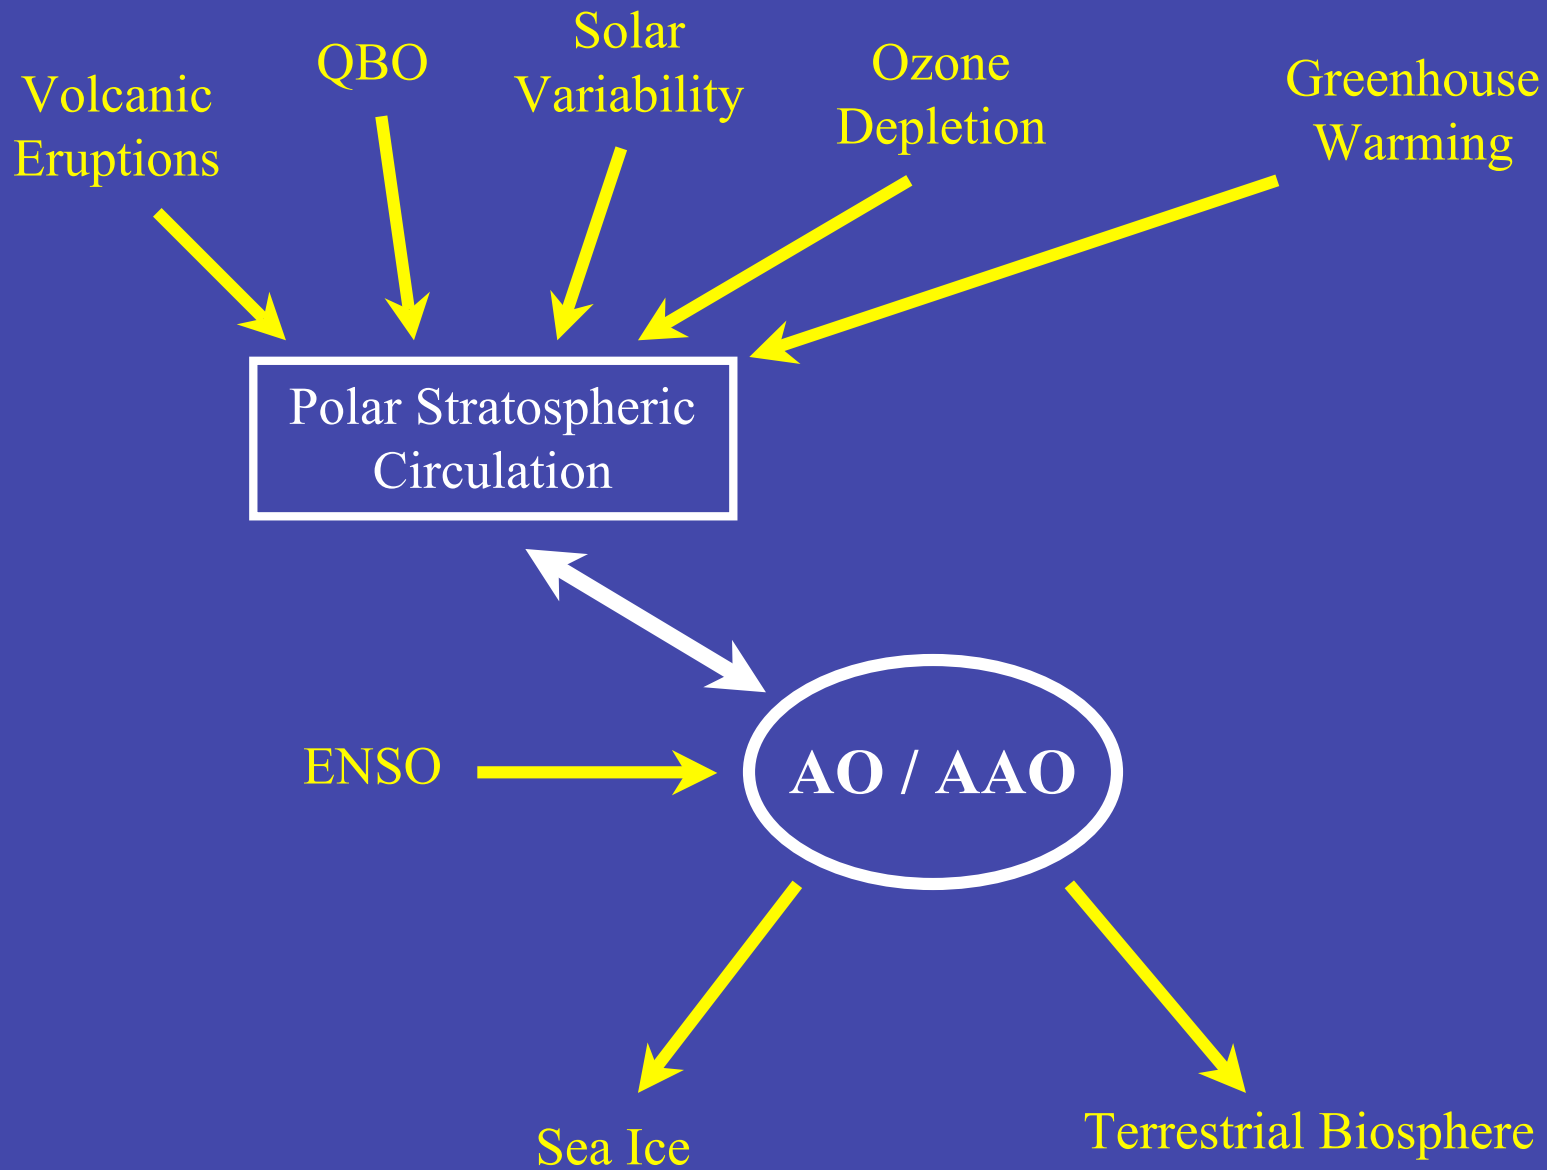 Volcanic
Eruptions
QBO
Solar
Variability
Ozone
Depletion
Greenhouse
Warming
Polar Stratospheric
Circulation
ENSO
AO / AAO
Sea Ice
Terrestrial Biosphere